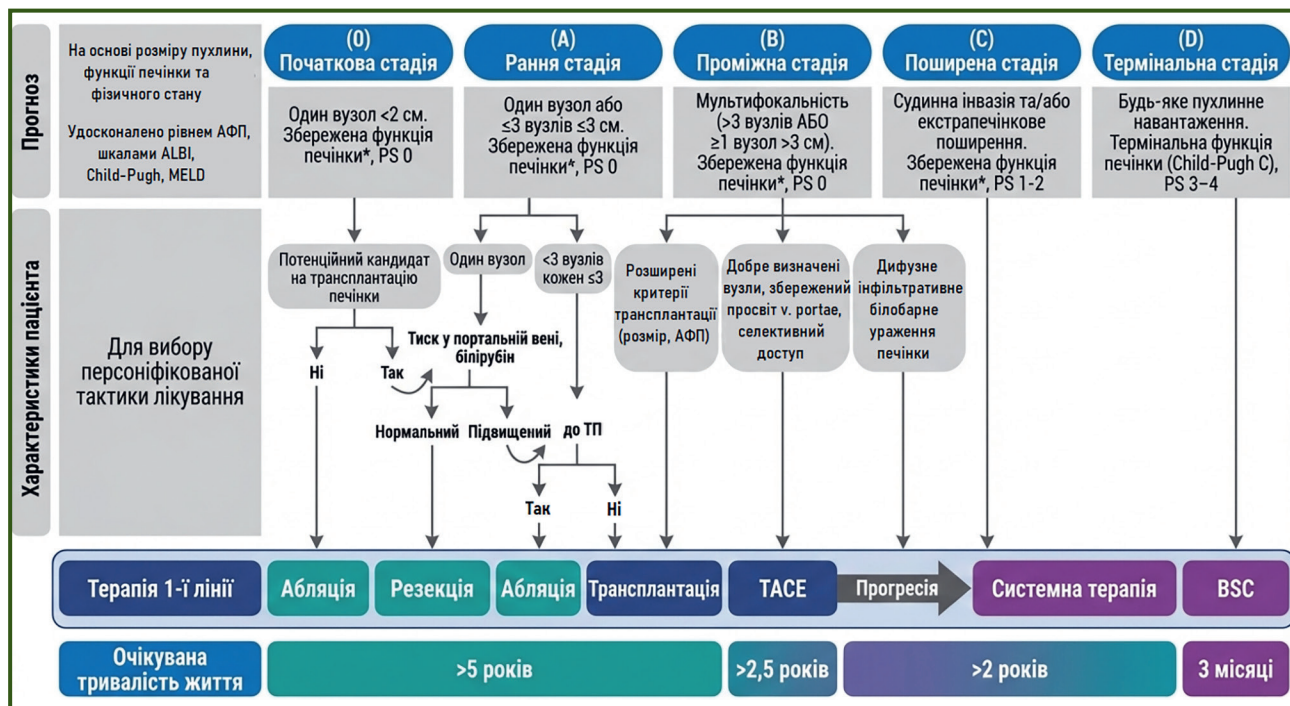 Прогноз
На основі розміру пухлини,
функції печінки та
фізичного стану
Удосконалено рівнем АФП,
шкалами ALBI,
Child-Pugh, MELD
(0)
Початкова стадія
Один вузол <2 см.
Збережена функція
печінки*, PS 0
(A)
Рання стадія
Один вузол або
≤3 вузлів ≤3 см.
Збережена функція
печінки*, PS 0
(B)
Проміжна стадія
Мультифокальність
(>3 вузлів АБО
≥1 вузол >3 см).
Збережена функція
печінки*, PS 0
(C)
Поширена стадія
Судинна інвазія та/або
екстрапечінкове
поширення.
Збережена функція
печінки*, PS 1-2
(D)
Термінальна стадія
Будь-яке пухлинне
навантаження.
Термінальна функція
печінки (Child-Pugh C),
PS 3–4
Характеристики пацієнта
Для вибору
персоніфікованої
тактики лікування
Потенційний кандидат
на трансплантацію
печінки
Ні
Так
Один вузол
<3 вузлів
кожен ≤3
Тиск у портальній вені,
білірубін
Нормальний
Підвищений
до ТП
Так
Ні
Розширені
критерії
трансплантації
(розмір, АФП)
Добре визначені
вузли, збережений
просвіт v. portae,
селективний
доступ
Дифузне
інфільтративне
білобарне
ураження
печінки
Терапія 1-ї лінії
Абляція
Резекція
Абляція
Трансплантація
TACE
Прогресія
Системна терапія
BSC
Очікувана
тривалість життя
>5 років
>2,5 років
>2 років
3 місяці